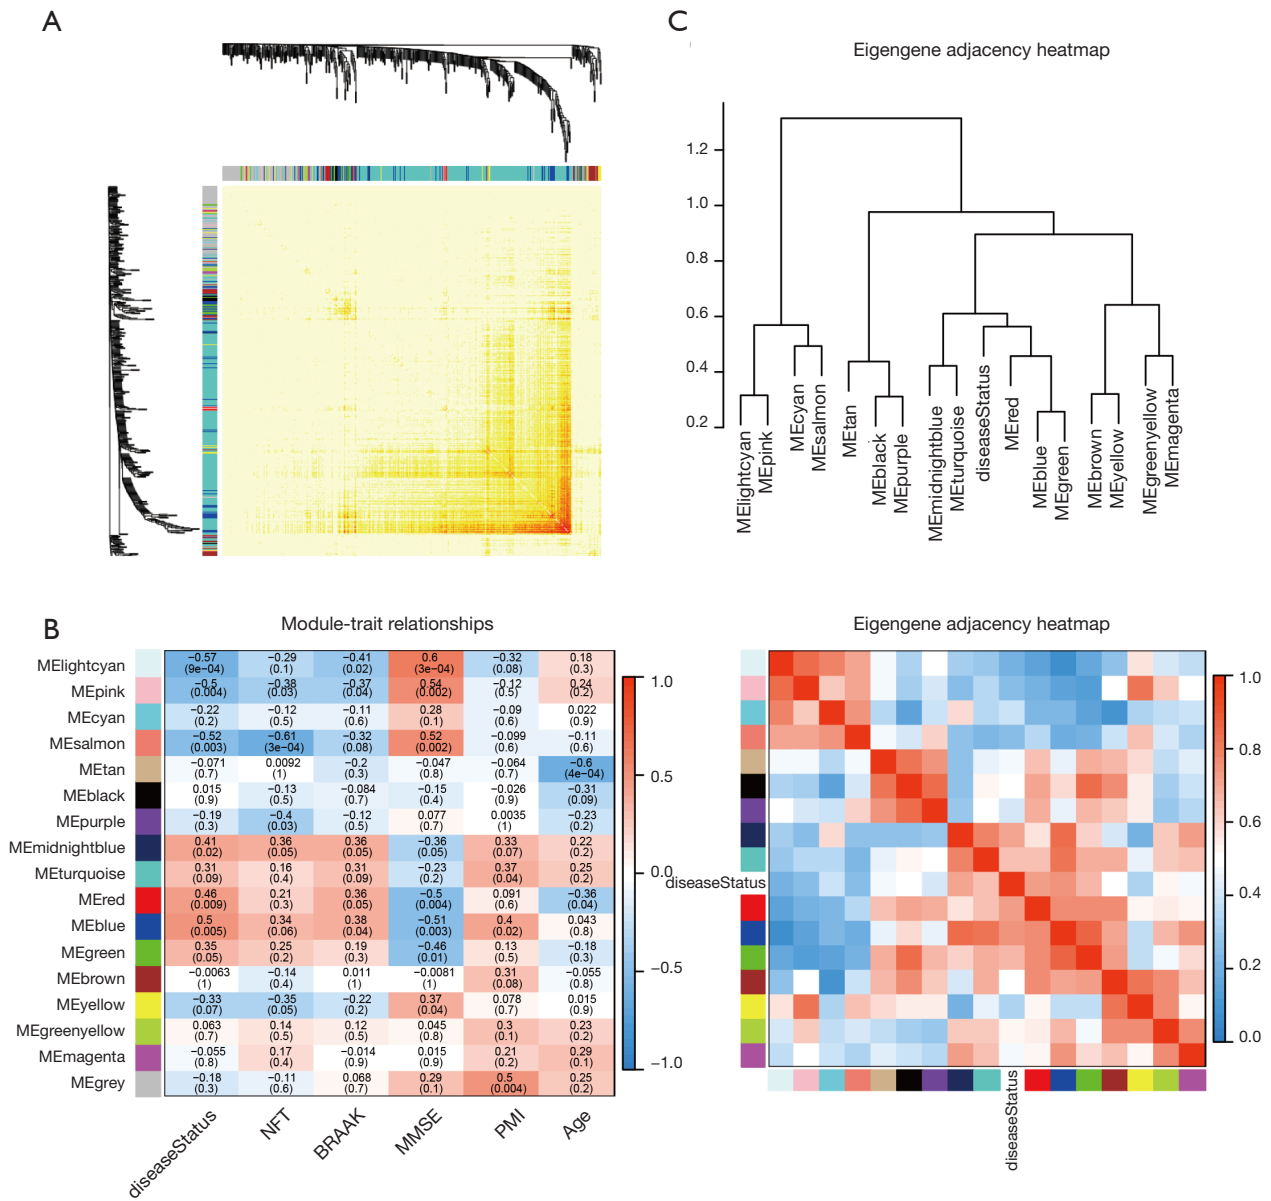 A
C
Eigengene adjacency heatmap
1.2
1.0
0.8
0.6
0.4
0.2
MElightcyan
MEpink
MEcyan
MEsalmon
MEtan
MEblack
MEpurple
MEmidnightblue
MEturquoise
diseaseStatus
MEred
MEblue
MEgreen
MEbrown
MEyellow
MEgreenyellow
MEmagenta
B
Module-trait relationships
MElightcyan −0.57 −0.29 −0.41 0.6 −0.32 0.18
(9e−04) (0.1) (0.02) (3e−04) (0.08) (0.3)
MEpink −0.5 −0.38 −0.37 0.54 −0.12 0.24
(0.004) (0.03) (0.04) (0.002) (0.5) (0.2)
MEcyan −0.22 −0.12 −0.11 0.28 −0.09 0.022
(0.2) (0.5) (0.6) (0.1) (0.6) (0.9)
MEsalmon −0.52 −0.61 −0.32 0.52 −0.099 −0.11
(0.003) (3e−04) (0.08) (0.002) (0.6) (0.6)
MEtan −0.071 0.0092 −0.2 −0.047 −0.064 −0.6
(0.7) (1) (0.3) (0.8) (0.7) (4e−04)
MEblack 0.015 −0.13 −0.084 −0.15 −0.026 −0.31
(0.9) (0.5) (0.7) (0.4) (0.9) (0.09)
MEpurple −0.19 −0.4 −0.12 0.077 0.0035 −0.23
(0.3) (0.03) (0.5) (0.7) (1) (0.2)
MEmidnightblue 0.41 0.36 0.36 −0.36 0.33 0.22
(0.02) (0.05) (0.05) (0.05) (0.07) (0.2)
MEturquoise 0.31 0.16 0.31 −0.23 0.37 0.25
(0.09) (0.4) (0.09) (0.2) (0.04) (0.2)
MEred 0.46 0.21 0.36 −0.5 0.091 −0.36
(0.009) (0.3) (0.05) (0.004) (0.6) (0.04)
MEblue 0.5 0.34 0.38 −0.51 0.4 0.043
(0.005) (0.06) (0.04) (0.003) (0.02) (0.8)
MEgreen 0.35 0.25 0.19 −0.46 0.13 −0.18
(0.05) (0.2) (0.3) (0.01) (0.5) (0.3)
MEbrown −0.0063 −0.14 0.011 −0.0081 0.31 −0.055
(1) (0.4) (1) (1) (0.08) (0.8)
MEyellow −0.33 −0.35 −0.22 0.37 0.078 0.015
(0.07) (0.05) (0.2) (0.04) (0.7) (0.9)
MEgreenyellow 0.063 0.14 0.12 0.045 0.3 0.23
(0.7) (0.5) (0.5) (0.8) (0.1) (0.2)
MEmagenta −0.055 0.17 −0.014 0.015 0.21 0.29
(0.8) (0.4) (0.9) (0.9) (0.2) (0.1)
MEgrey −0.18 −0.11 0.068 0.29 0.5 0.25
(0.3) (0.6) (0.7) (0.1) (0.004) (0.2)
diseaseStatus
NFT
BRAAK
MMSE
PMI
Age
1.0
0.5
0.0
−0.5
−1.0
Eigengene adjacency heatmap
diseaseStatus
diseaseStatus
1.0
0.8
0.6
0.4
0.2
0.0